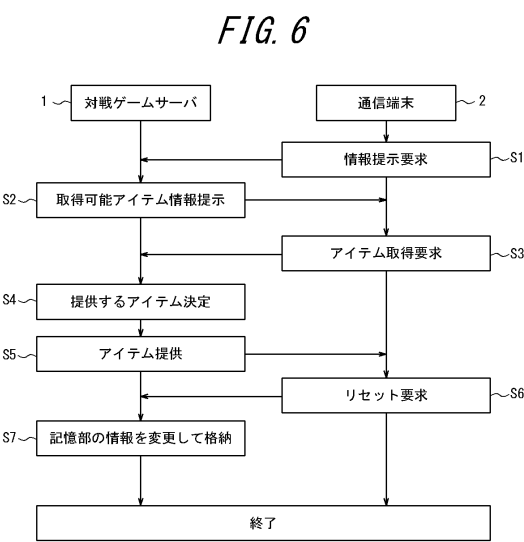 FIG. 6
1 対戦ゲームサーバ 通信端末 2
情報提示要求 S1
S2 取得可能アイテム情報提示
アイテム取得要求 S3
S4 提供するアイテム決定
S5 アイテム提供
リセット要求 S6
S7 記憶部の情報を変更して格納
終了